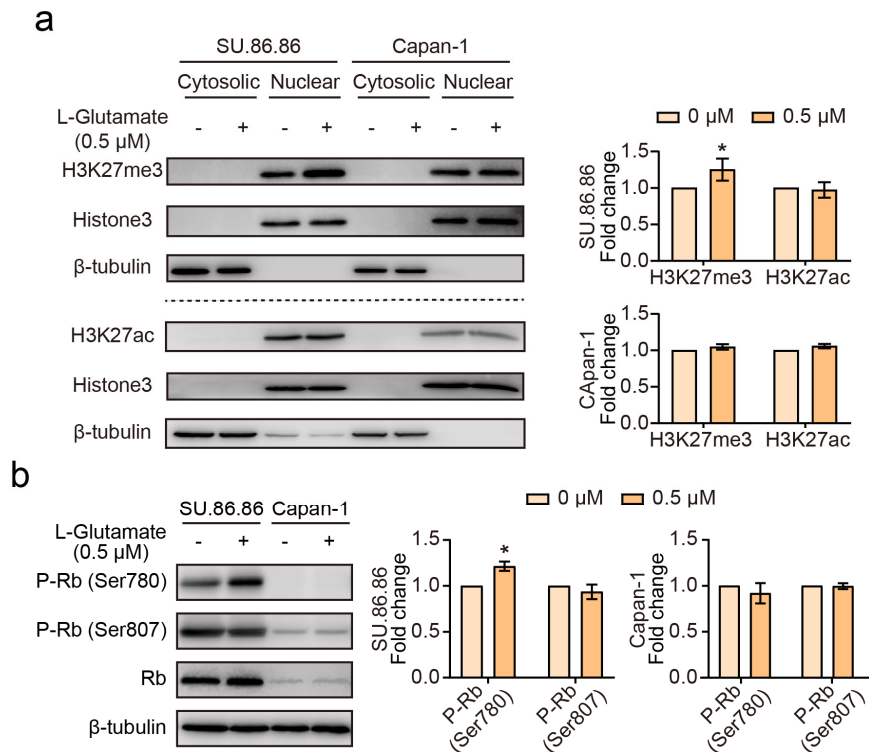 a
SU.86.86 Capan-1
Cytosolic Nuclear Cytosolic Nuclear
L-Glutamate
(0.5 μM) - + - + - + - +
H3K27me3
Histone3
β-tubulin
H3K27ac
Histone3
β-tubulin
0 μM 0.5 μM
SU.86.86
Fold change
1.5
1.0
0.5
0.0
*
H3K27me3 H3K27ac
CApan-1
Fold change
1.5
1.0
0.5
0.0
H3K27me3 H3K27ac
b
SU.86.86 Capan-1
L-Glutamate
(0.5 μM) - + - +
P-Rb (Ser780)
P-Rb (Ser807)
Rb
β-tubulin
0 μM 0.5 μM
SU.86.86
Fold change
1.5
1.0
0.5
0.0
*
P-Rb
(Ser780)
P-Rb
(Ser807)
Capan-1
Fold change
1.5
1.0
0.5
0.0
P-Rb
(Ser780)
P-Rb
(Ser807)